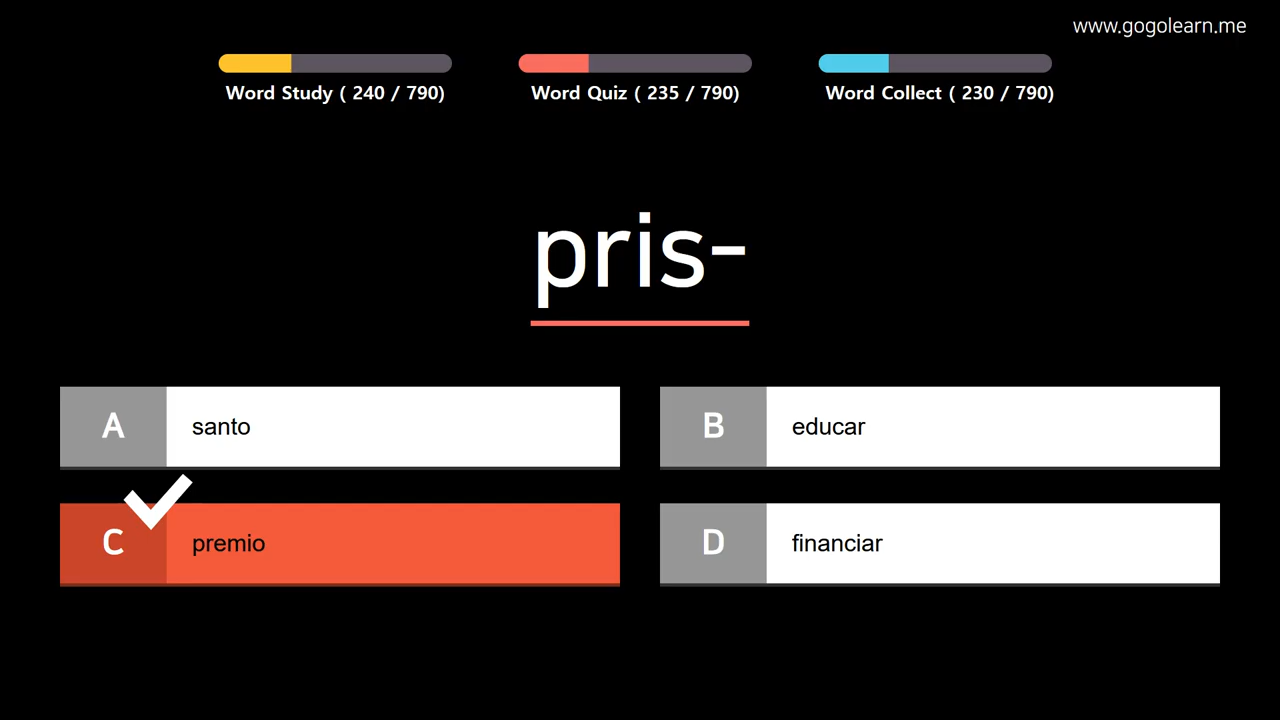 www.gogolearn.me
Word Study ( 240 / 790)
Word Quiz ( 235 / 790)
Word Collect ( 230 / 790)
pris-
A santo
B educar
C premio
D financiar